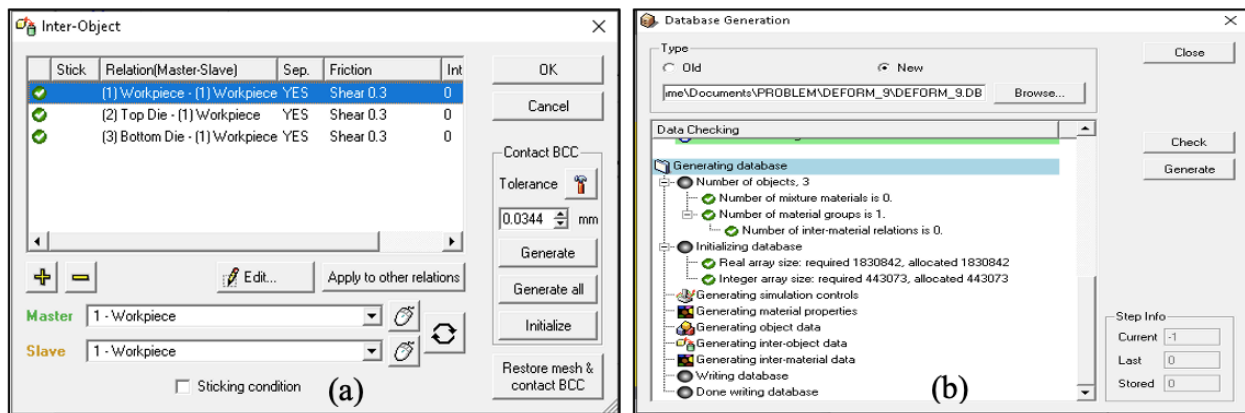 Inter-Object
Stick Relation(Master-Slave) Sep. Friction Int
(1) Workpiece - (1) Workpiece YES Shear 0.3 0
(2) Top Die - (1) Workpiece YES Shear 0.3 0
(3) Bottom Die - (1) Workpiece YES Shear 0.3 0
Edit...
Apply to other relations
Master 1 - Workpiece
Slave 1 - Workpiece
Sticking condition
OK
Cancel
Contact BCC
Tolerance
0.0344 mm
Generate
Generate all
Initialize
Restore mesh &
contact BCC
(a)
Database Generation
Type
Old New
me\Documents\PROBLEM\DEFORM_9\DEFORM_9.DB Browse...
Data Checking
Generating database
Number of objects, 3
Number of mixture materials is 0.
Number of material groups is 1.
Number of inter-material relations is 0.
Initializing database
Real array size: required 1830842, allocated 1830842
Integer array size: required 443073, allocated 443073
Generating simulation controls
Generating material properties
Generating object data
Generating inter-object data
Generating inter-material data
Writing database
Done writing database
Close
Check
Generate
Step Info
Current -1
Last 0
Stored 0
(b)